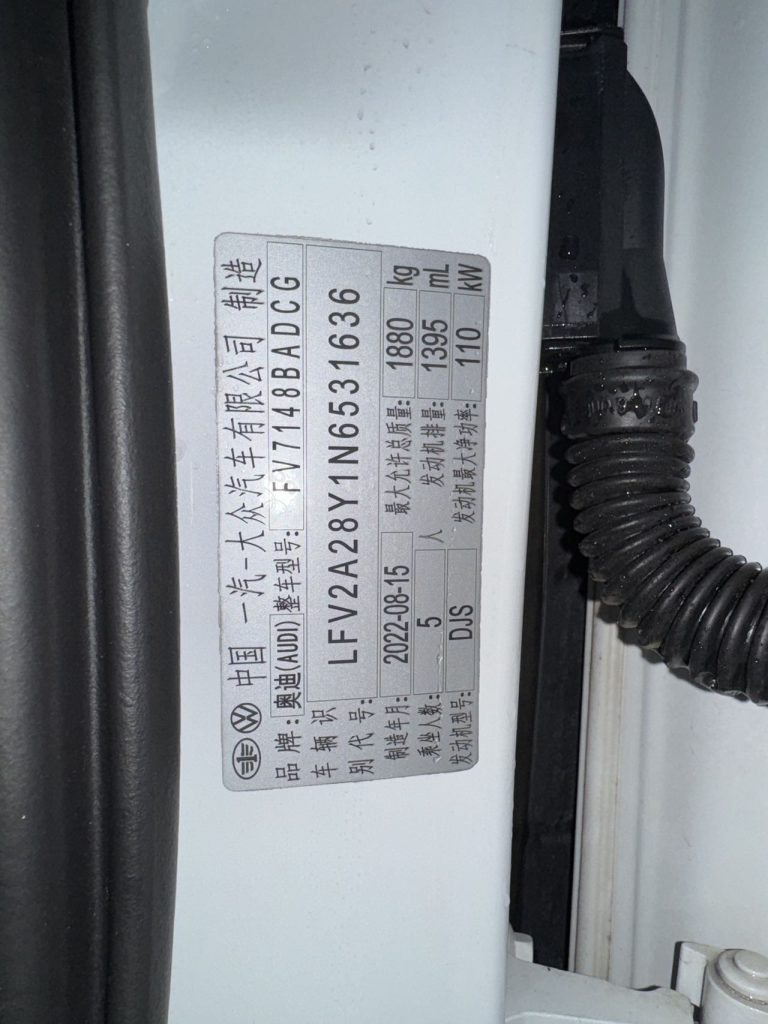 中国 一汽-大众汽车有限公司 制造
品牌:奥迪(AUDI) 整车型号: FV7148BADCG
车辆识别代号: LFV2A28Y1N6531636
制造年月: 2022-08-15 最大允许总质量: 1880 kg
乘坐人数: 5 人 发动机排量: 1395 mL
发动机型号: DJS 发动机最大净功率: 110 kW